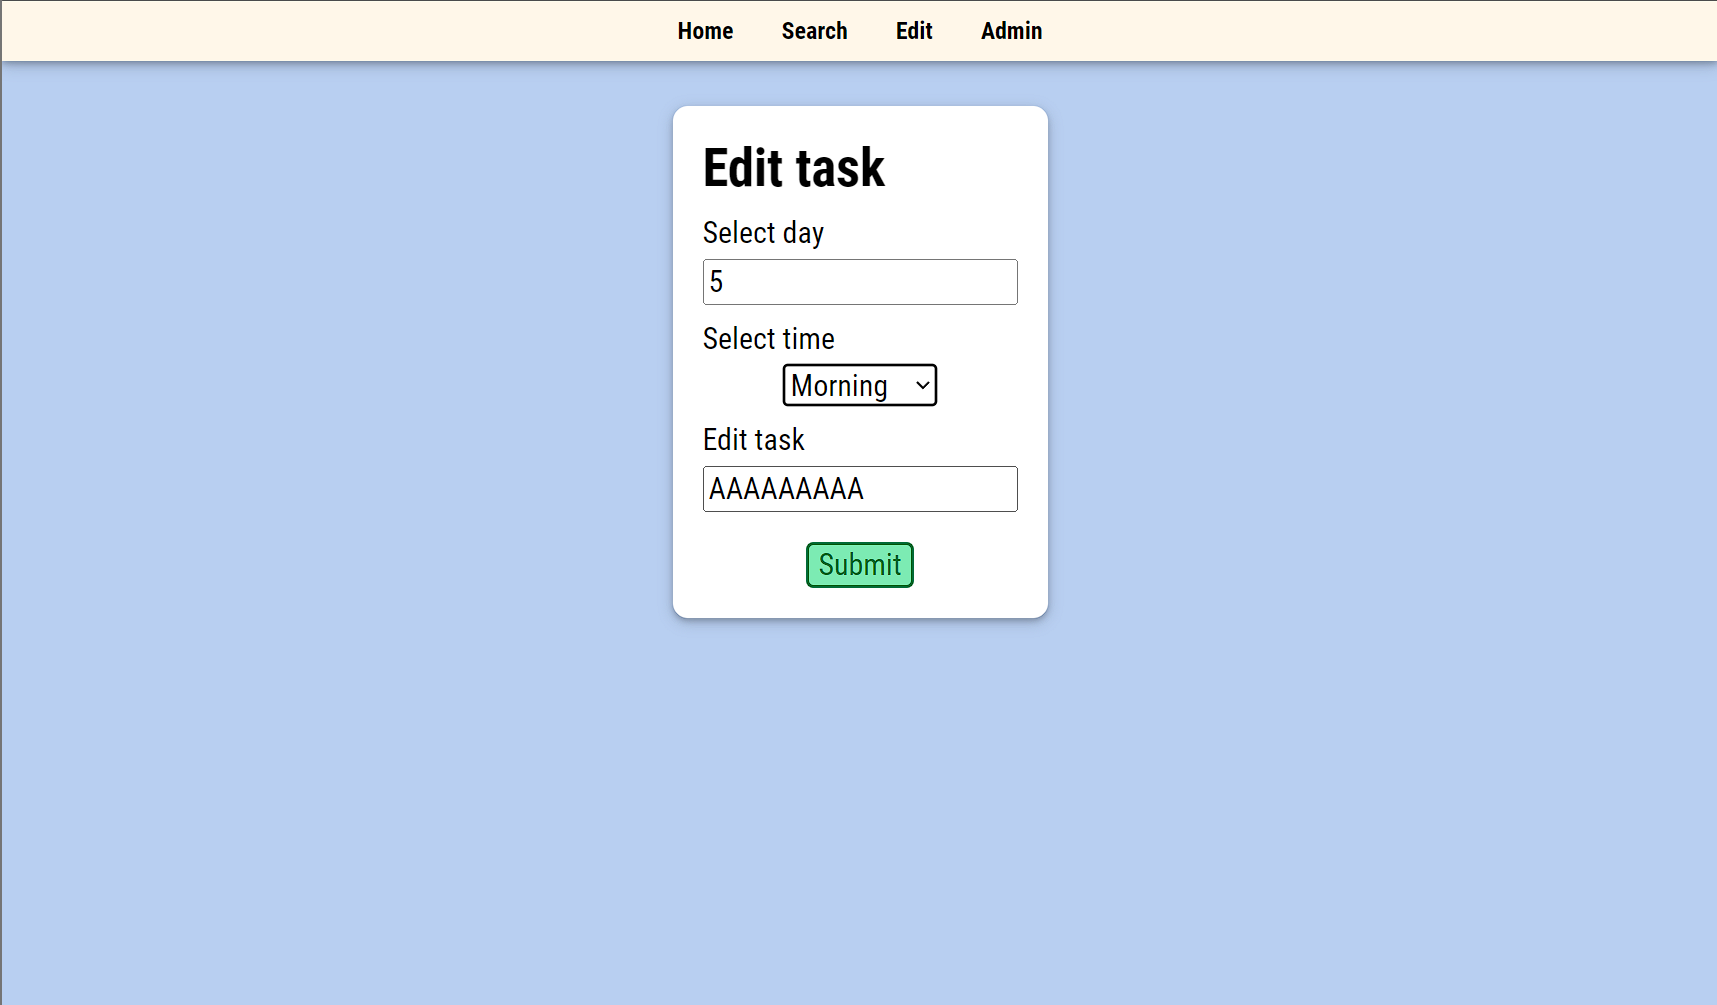 Home Search Edit Admin
Edit task
Select day
5
Select time
Morning
Edit task
AAAAAAAAA
Submit